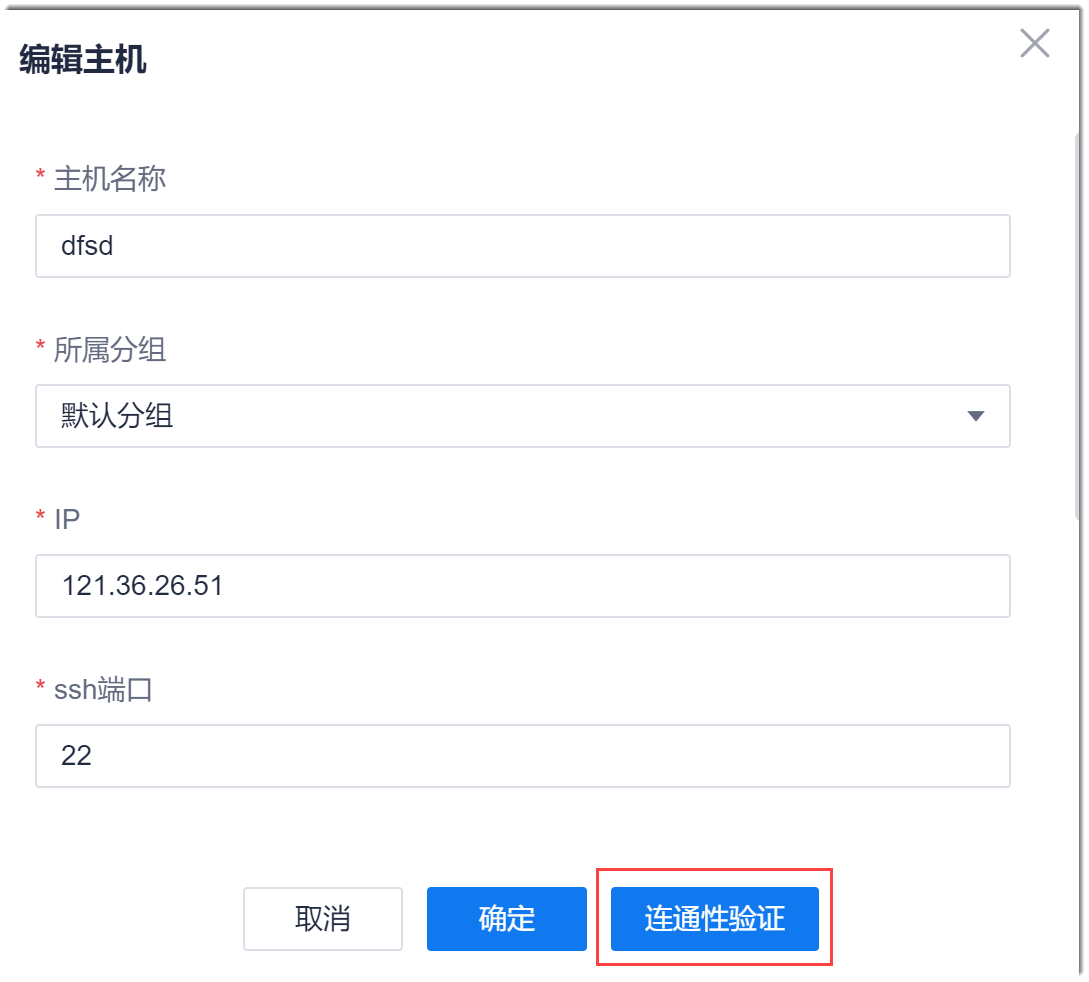 编辑主机
* 主机名称
dfsd
* 所属分组
默认分组
* IP
121.36.26.51
* ssh端口
22
取消 确定 连通性验证